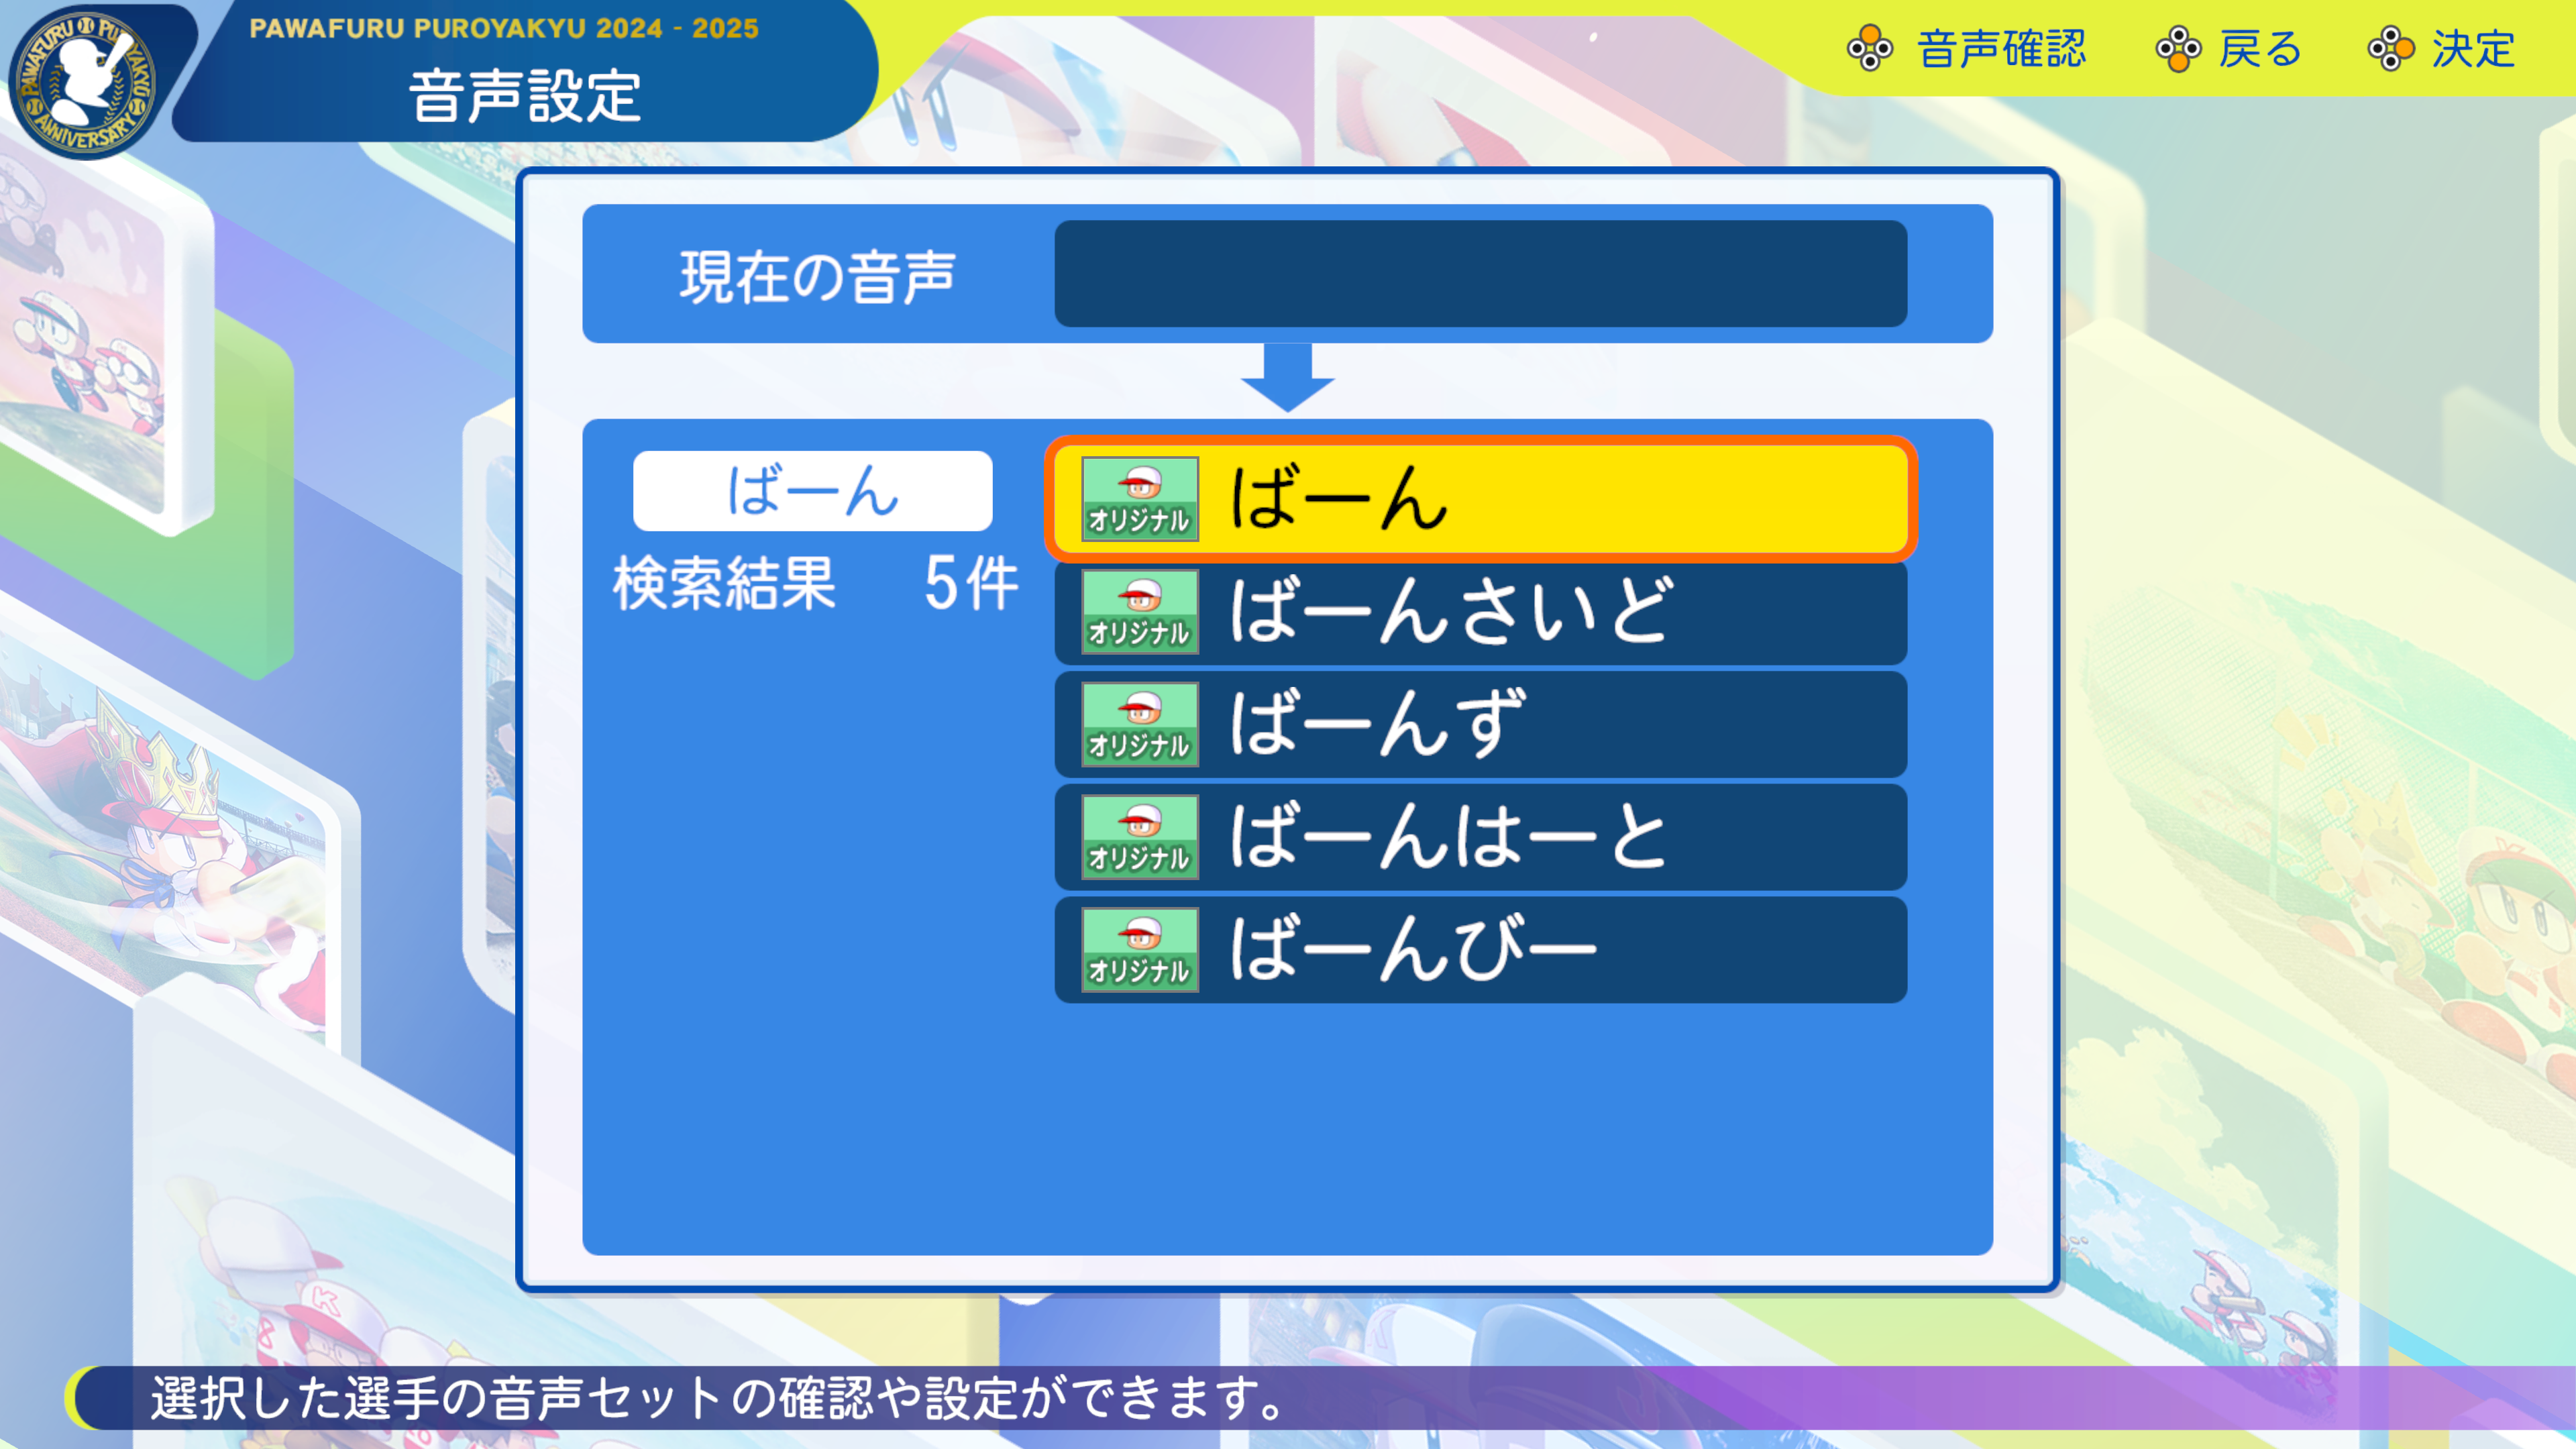 PAWAFURU PUROYAKYU 2024 - 2025
音声設定
PAWAFURU PUROYAKYU
ANNIVERSARY
音声確認
戻る
決定
現在の音声
ばーん
検索結果 5件
オリジナル ばーん
オリジナル ばーんさいど
オリジナル ばーんず
オリジナル ばーんはーと
オリジナル ばーんびー
選択した選手の音声セットの確認や設定ができます。